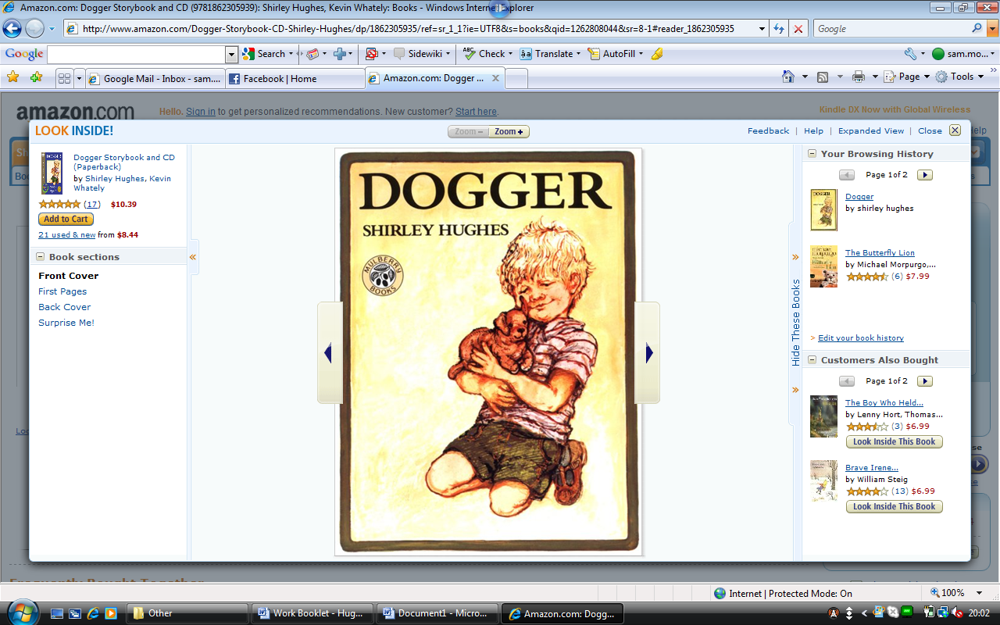 Amazon.com: Dogger Storybook and CD (9781862305939): Shirley Hughes, Kevin Whately: Books - Windows Internet Explorer
http://www.amazon.com/Dogger-Storybook-CD-Shirley-Hughes/dp/1862305935/ref=sr_1_1?ie=UTF8&s=books&qid=1262808044&sr=8-1#reader_1862305935
Google
Google Search Sidewiki Check Translate AutoFill sam.mo...
Google Mail - Inbox - sam.... Facebook | Home Amazon.com: Dogger ... Page Tools
amazon.com Hello. Sign in to get personalized recommendations. New customer? Start here. Kindle DX Now with Global Wireless
LOOK INSIDE! Zoom − Zoom + Feedback | Help | Expanded View | Close
Dogger Storybook and CD
(Paperback)
by Shirley Hughes, Kevin
Whately
(17) $10.39
Add to Cart
21 used & new from $8.44
Book sections
Front Cover
First Pages
Back Cover
Surprise Me!
DOGGER
SHIRLEY HUGHES
MULBERRY BOOKS
Hide These Books
Your Browsing History
Page 1of 2
DOGGER
Dogger
by shirley hughes
The Butterfly Lion
by Michael Morpurgo,...
(6) $7.99
> Edit your book history
Customers Also Bought
Page 1of 2
The Boy Who Held...
by Lenny Hort, Thomas...
(3) $6.99
Look Inside This Book
Brave Irene...
by William Steig
(13) $6.99
Look Inside This Book
Internet | Protected Mode: On 100%
Other Work Booklet - Hug... Document1 - Micro... Amazon.com: Dogg... 20:02